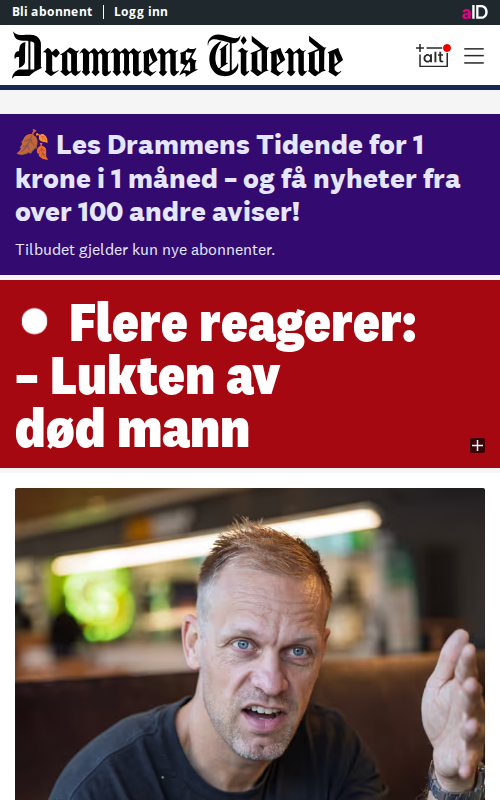 Bli abonnent | Logg inn
aID
Drammens Tidende
+alt
🍂 Les Drammens Tidende for 1
krone i 1 måned – og få nyheter fra
over 100 andre aviser!
Tilbudet gjelder kun nye abonnenter.
Flere reagerer:
– Lukten av
død mann
+